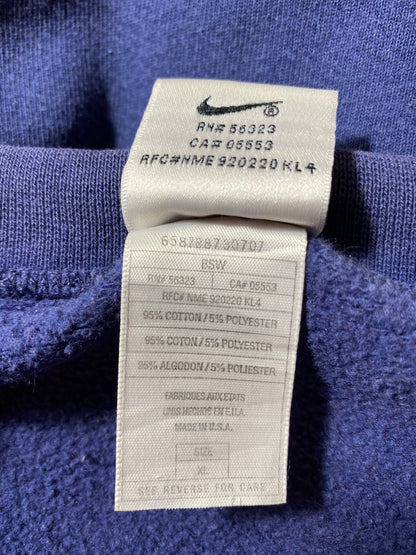 ®
RN# 56323
CA# 05553
RFC#NME 920220 KL4
658788730707
BSW
RN# 56323 CA# 05553
RFC# NME 920220 KL4
95% COTTON / 5% POLYESTER
95% COTON / 5% POLYESTER
95% ALGODON / 5% POLIESTER
FABRIQUES AUX ETATS
UNIS HECHOS EN E.U.A.
MADE IN U.S.A.
SIZE
XL
SEE REVERSE FOR CARE